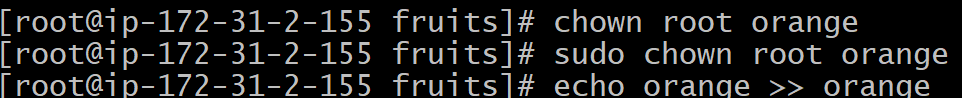 [root@ip-172-31-2-155 fruits]# chown root orange
[root@ip-172-31-2-155 fruits]# sudo chown root orange
[root@ip-172-31-2-155 fruits]# echo orange >> orange